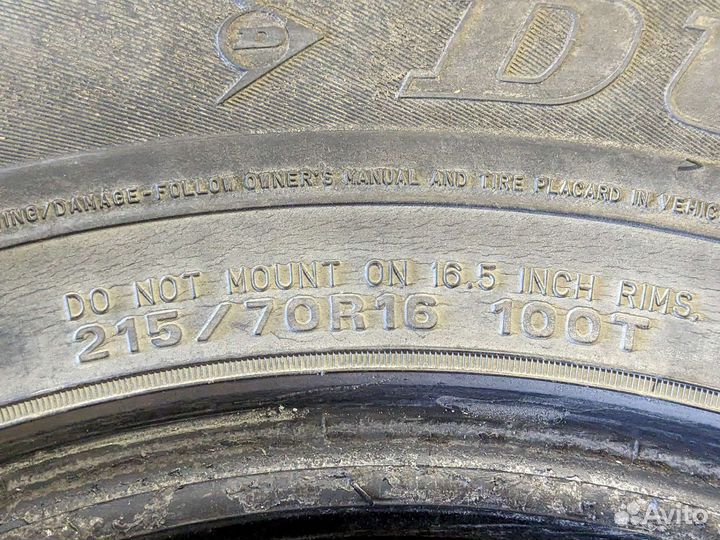 D
DU
ING/DAMAGE-FOLLOW OWNER'S MANUAL AND TIRE PLACARD IN VEHIC
DO NOT MOUNT ON 16.5 INCH RIMS.
215/70R16 100T
Avito